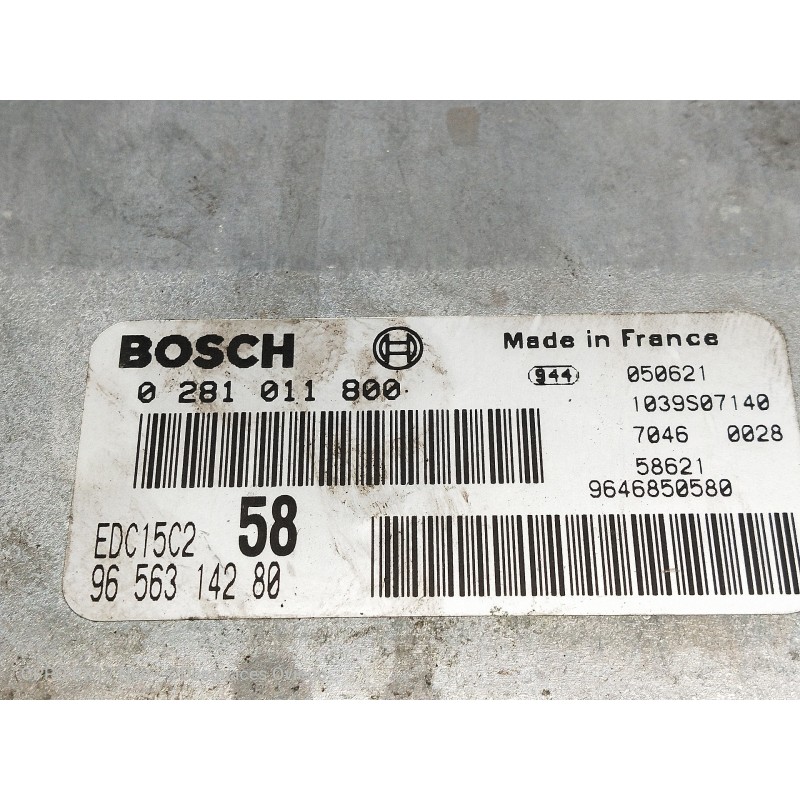 BOSCH
Made in France
0 281 011 800
944 050621
1039S07140
7046 0028
58621
9646850580
EDC15C2 58
96 563 142 80